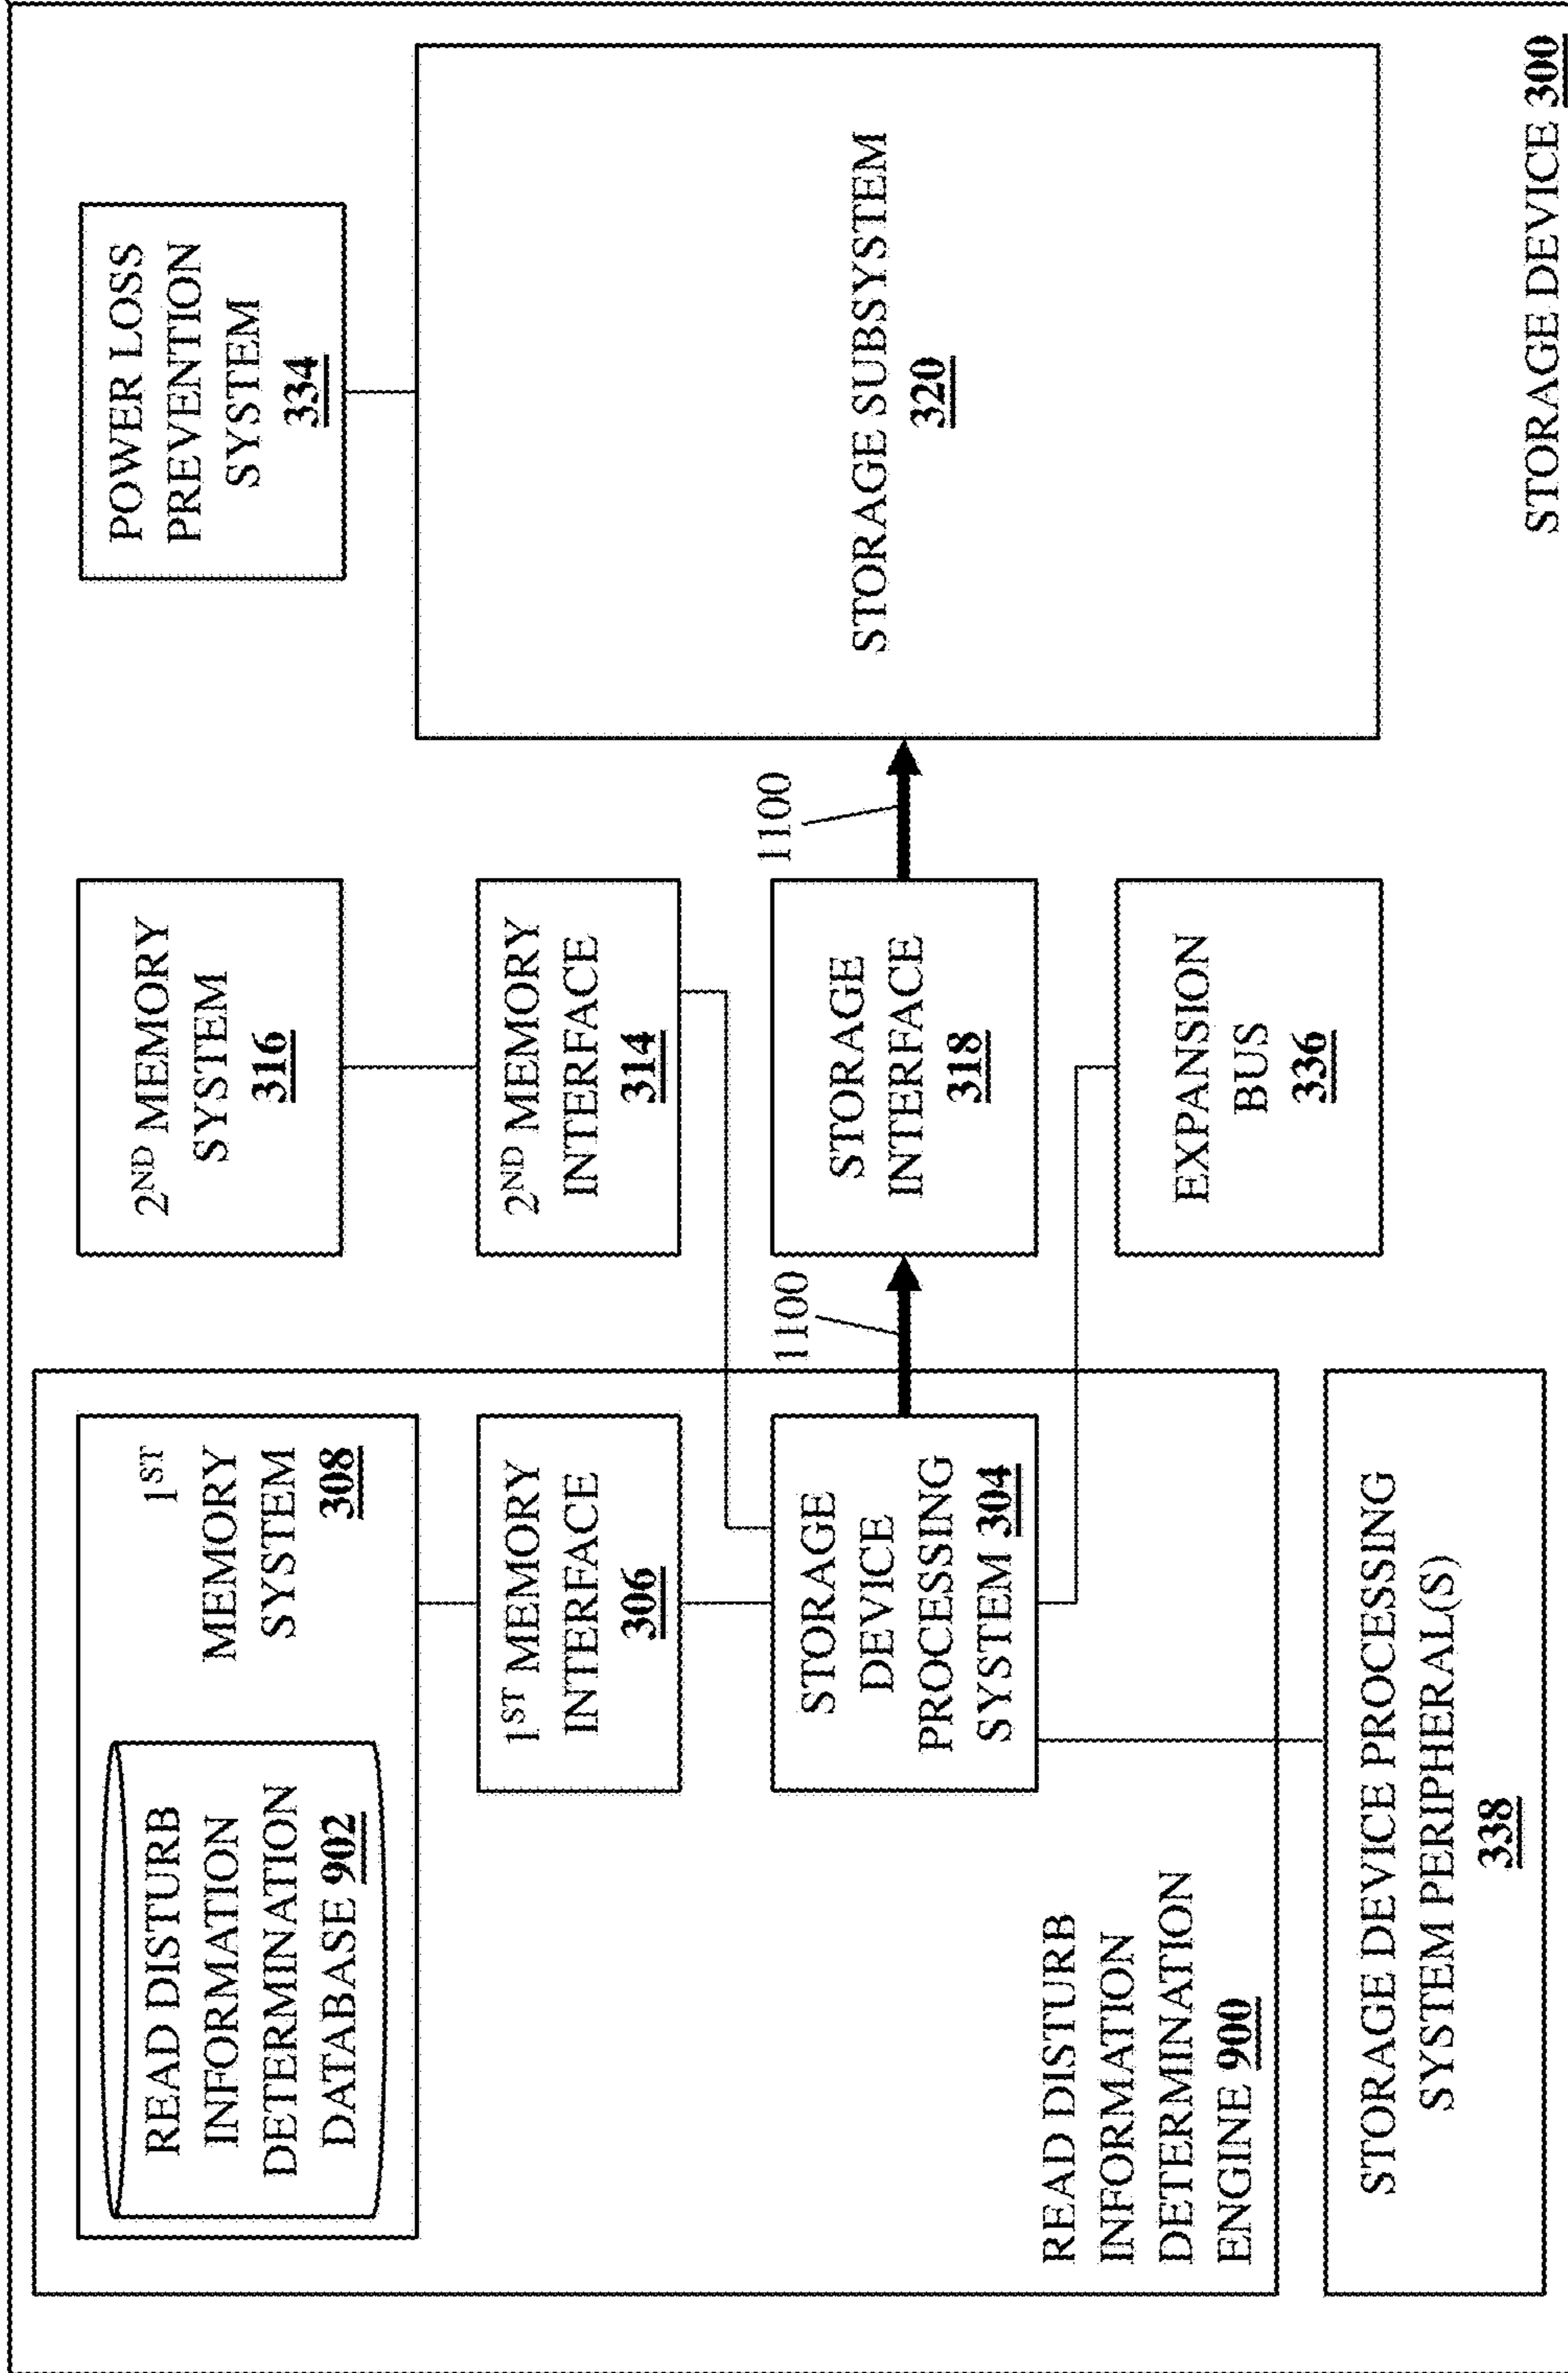 READ DISTURB
INFORMATION
DETERMINATION
DATABASE 902
1ST
MEMORY
SYSTEM
308
2ND MEMORY
SYSTEM
316
POWER LOSS
PREVENTION
SYSTEM
334
1ST MEMORY
INTERFACE
306
2ND MEMORY
INTERFACE
314
STORAGE
DEVICE
PROCESSING
SYSTEM 304
1100
STORAGE
INTERFACE
318
1100
STORAGE SUBSYSTEM
320
EXPANSION
BUS
336
READ DISTURB
INFORMATION
DETERMINATION
ENGINE 900
STORAGE DEVICE PROCESSING
SYSTEM PERIPHERAL(S)
338
STORAGE DEVICE 300